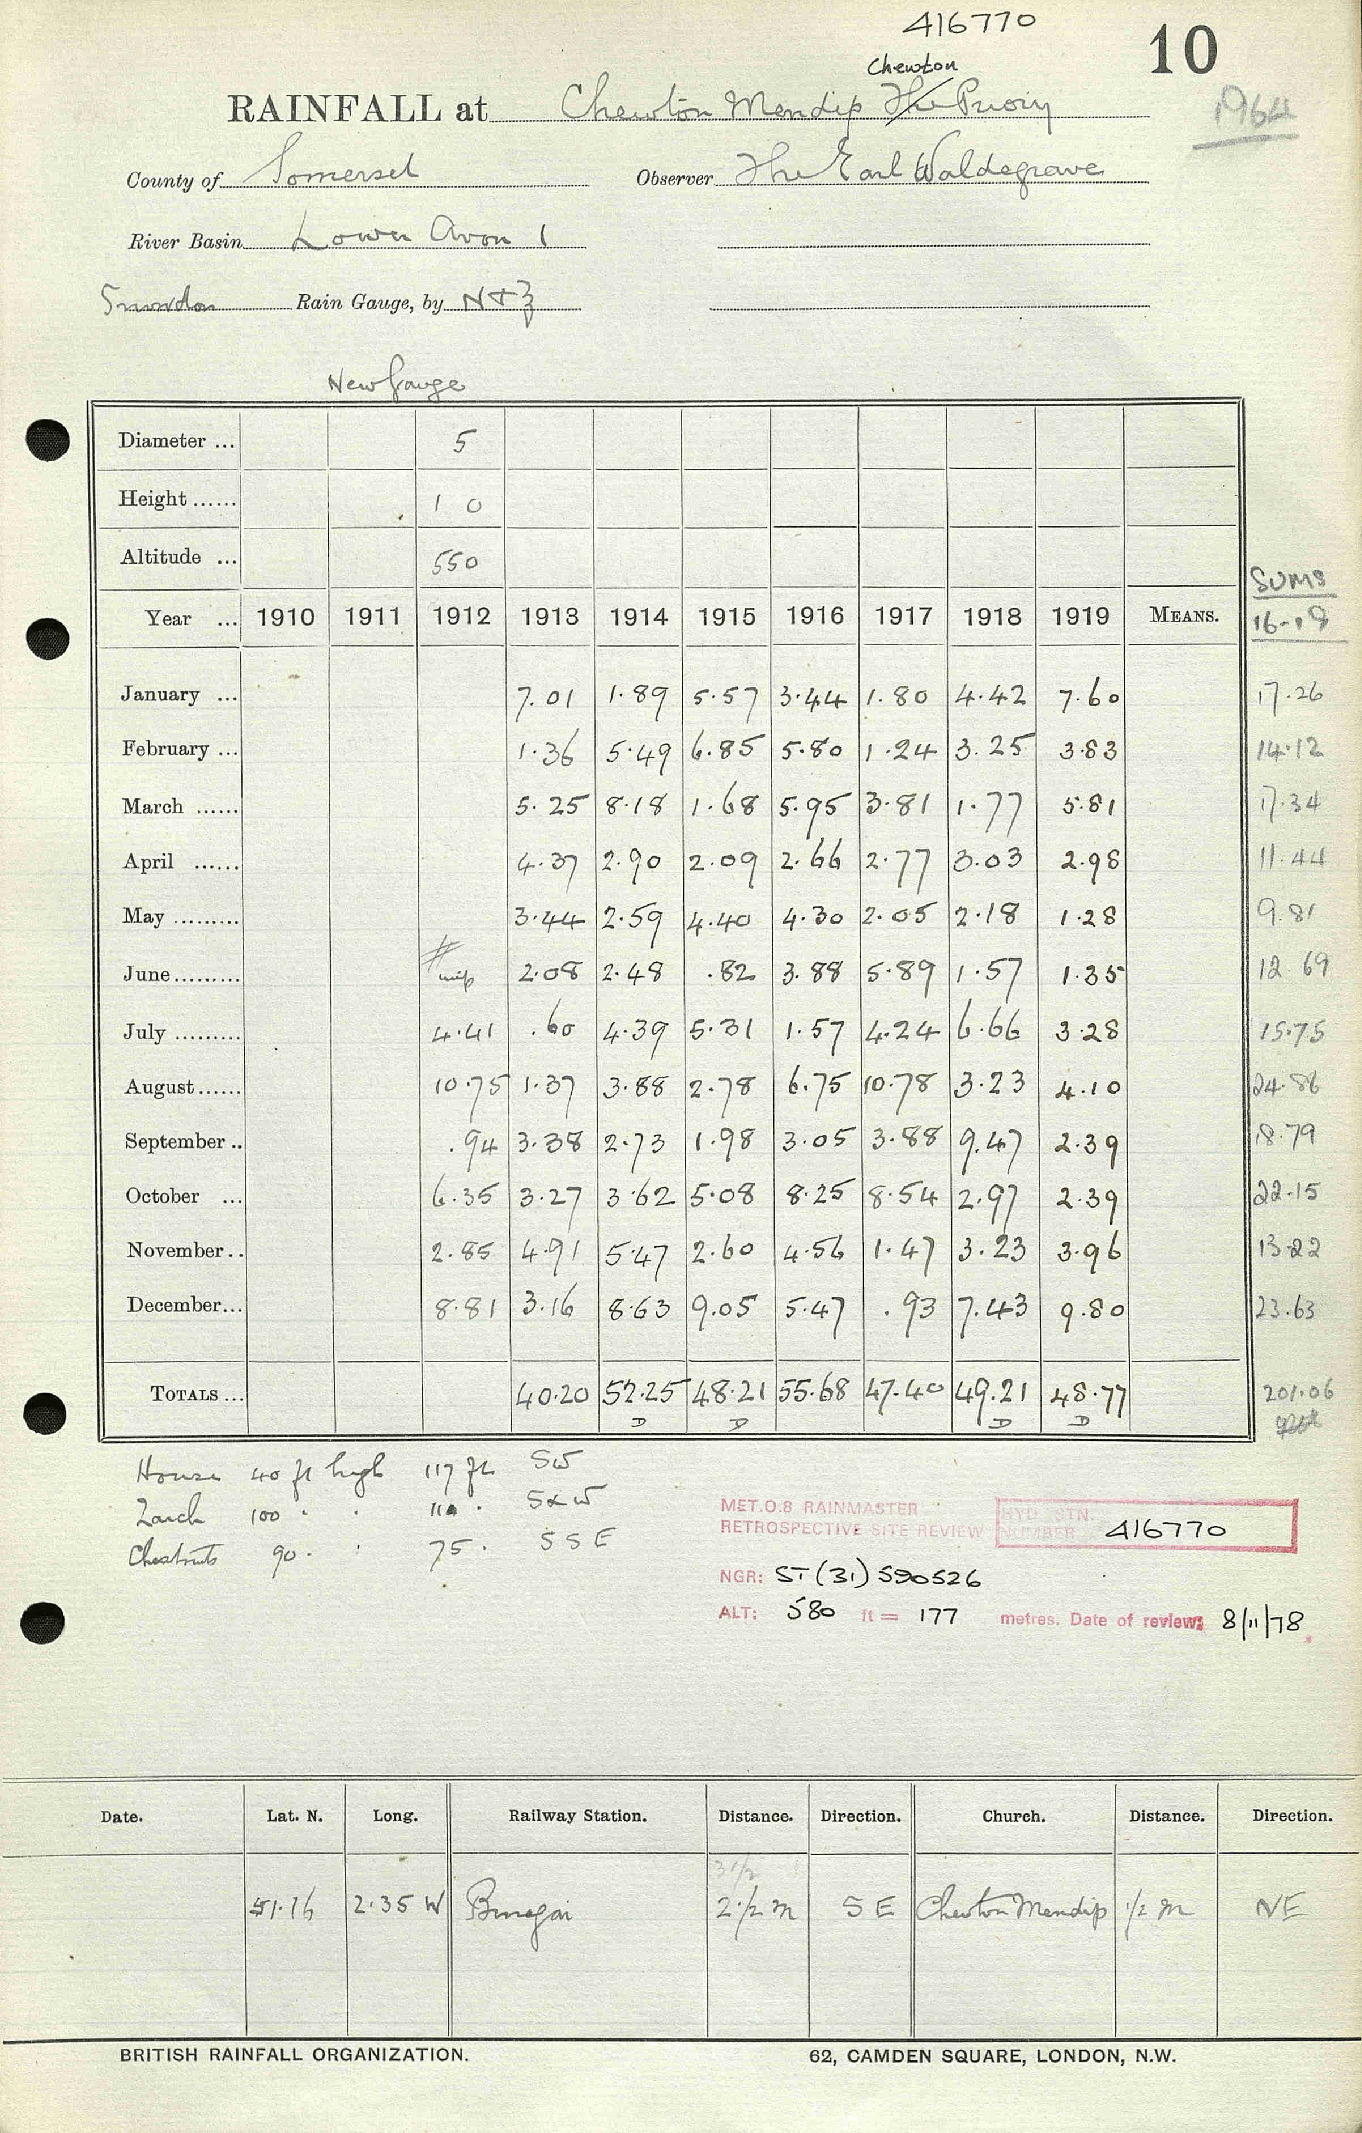 416770
10
Chewton
RAINFALL at Chewton Mendip The Priory
1964
County of Somerset Observer The Earl Waldegrave
River Basin Lower Avon 1
Snowdon Rain Gauge, by N+Z
New Gauge
Diameter ... 5
Height ...... 1 0
Altitude ... 550
SUMS
Year ... 1910 1911 1912 1913 1914 1915 1916 1917 1918 1919 MEANS. 16-19
January ... 7.01 1.89 5.57 3.44 1.80 4.42 7.60 17.26
February ... 1.36 5.49 6.85 5.80 1.24 3.25 3.83 14.12
March ...... 5.25 8.18 1.68 5.95 3.81 1.77 5.81 17.34
April ...... 4.37 2.90 2.09 2.66 2.77 3.03 2.98 11.44
May ......... 3.44 2.59 4.40 4.30 2.05 2.18 1.28 9.81
June ......... 2.08 2.48 .82 3.88 5.89 1.57 1.35 12.69
July ......... 4.41 .60 4.39 5.31 1.57 4.24 6.66 3.28 15.75
August ...... 10.75 1.37 3.88 2.78 6.75 10.78 3.23 4.10 24.86
September .. .94 3.38 2.73 1.98 3.05 3.88 9.47 2.39 18.79
October ... 6.35 3.27 3.62 5.08 8.25 8.54 2.97 2.39 22.15
November .. 2.85 4.91 5.47 2.60 4.56 1.47 3.23 3.96 13.22
December ... 8.81 3.16 8.63 9.05 5.47 .93 7.43 9.80 23.63
TOTALS ... 40.20 52.25 48.21 55.68 47.40 49.21 48.77 201.06
D D D D
House 40 ft high 117 ft SW
Larch 100 " " 110 " S&W
Chestnuts 90 " " 75 " SSE
MET.O.8 RAINMASTER
RETROSPECTIVE SITE REVIEW
HYD. STN. NUMBER 416770
NGR: ST(31) 590526
ALT: 580 ft = 177 metres. Date of review: 8/11/78
Date. Lat. N. Long. Railway Station. Distance. Direction. Church. Distance. Direction.
3 1/2
51.16 2.35 W Binegar 2 1/2 m SE Chewton Mendip 1/2 m NE
BRITISH RAINFALL ORGANIZATION. 62, CAMDEN SQUARE, LONDON, N.W.